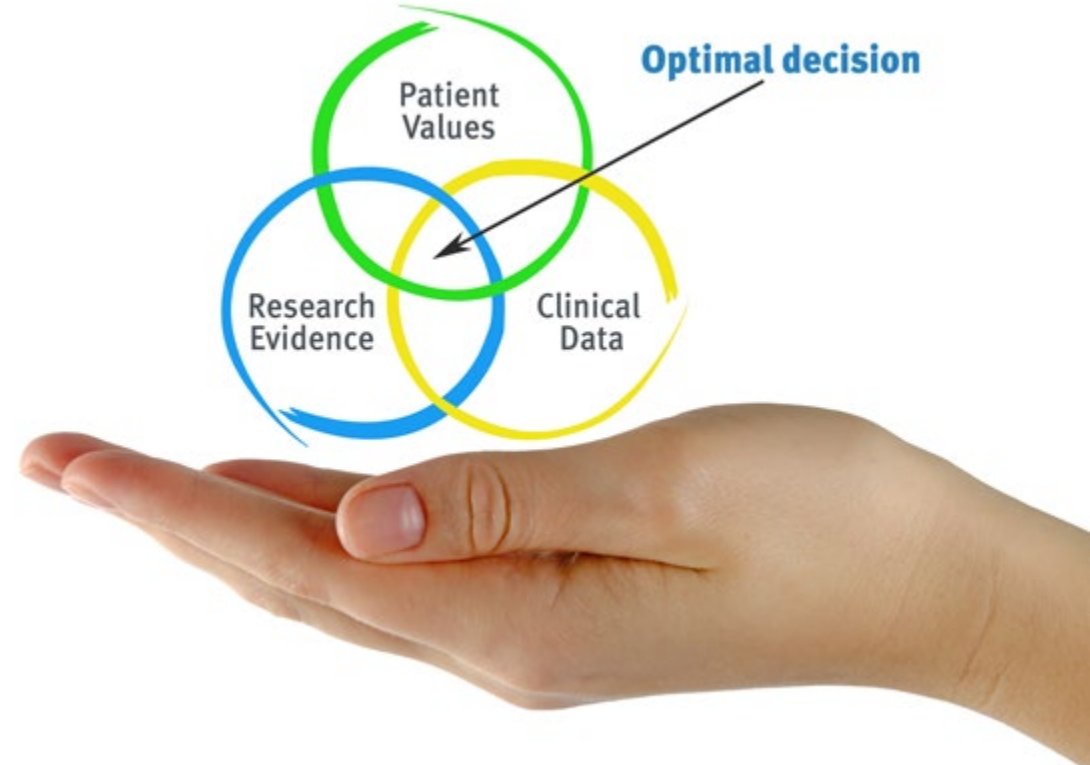 Optimal decision
Patient
Values
Research
Evidence
Clinical
Data